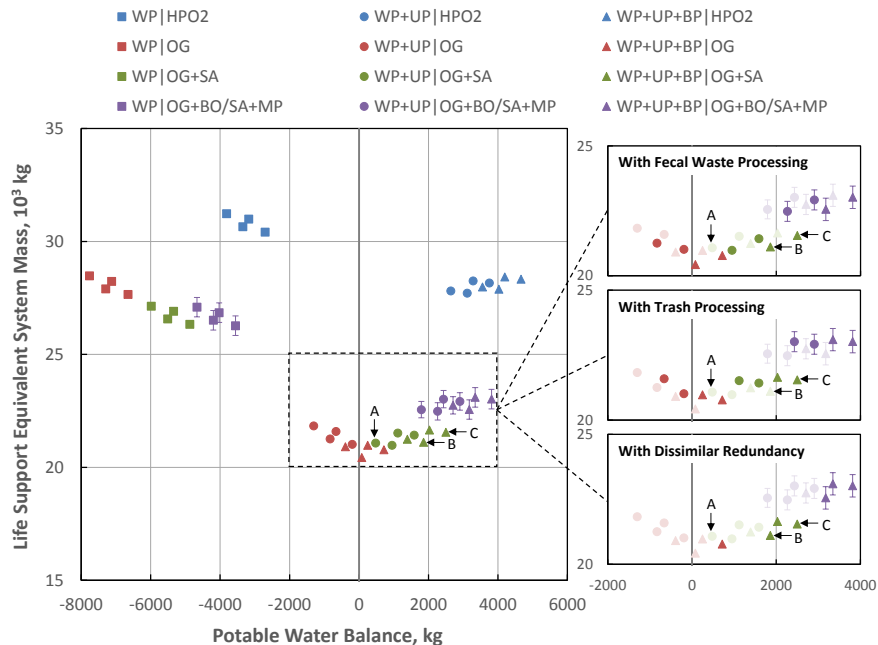 WP|HPO2 WP+UP|HPO2 WP+UP+BP|HPO2
WP|OG WP+UP|OG WP+UP+BP|OG
WP|OG+SA WP+UP|OG+SA WP+UP+BP|OG+SA
WP|OG+BO/SA+MP WP+UP|OG+BO/SA+MP WP+UP+BP|OG+BO/SA+MP
Life Support Equivalent System Mass, 10³ kg
35
30
25
20
15
A
B
C
-8000 -6000 -4000 -2000 0 2000 4000 6000
Potable Water Balance, kg
25
With Fecal Waste Processing
A
C
B
20
25
With Trash Processing
A
C
B
20
25
With Dissimilar Redundancy
A
C
B
20
-2000 0 2000 4000 6000